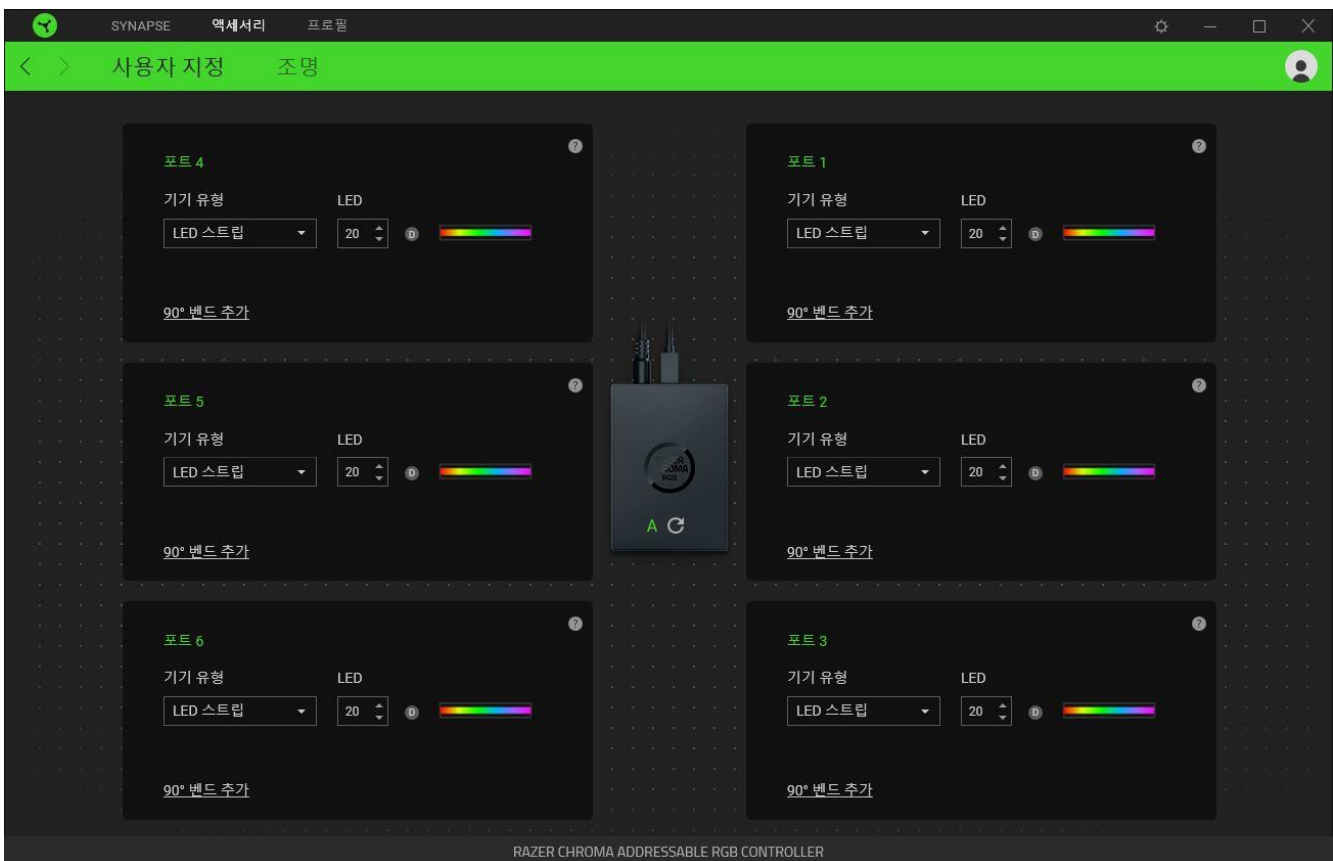 SYNAPSE 액세서리 프로필
사용자 지정 조명
포트 4
기기 유형 LED
LED 스트립 20 D
90° 벤드 추가
포트 5
기기 유형 LED
LED 스트립 20 D
90° 벤드 추가
포트 6
기기 유형 LED
LED 스트립 20 D
90° 벤드 추가
RAZER
CHROMA
RGB
A
포트 1
기기 유형 LED
LED 스트립 20 D
90° 벤드 추가
포트 2
기기 유형 LED
LED 스트립 20 D
90° 벤드 추가
포트 3
기기 유형 LED
LED 스트립 20 D
90° 벤드 추가
RAZER CHROMA ADDRESSABLE RGB CONTROLLER